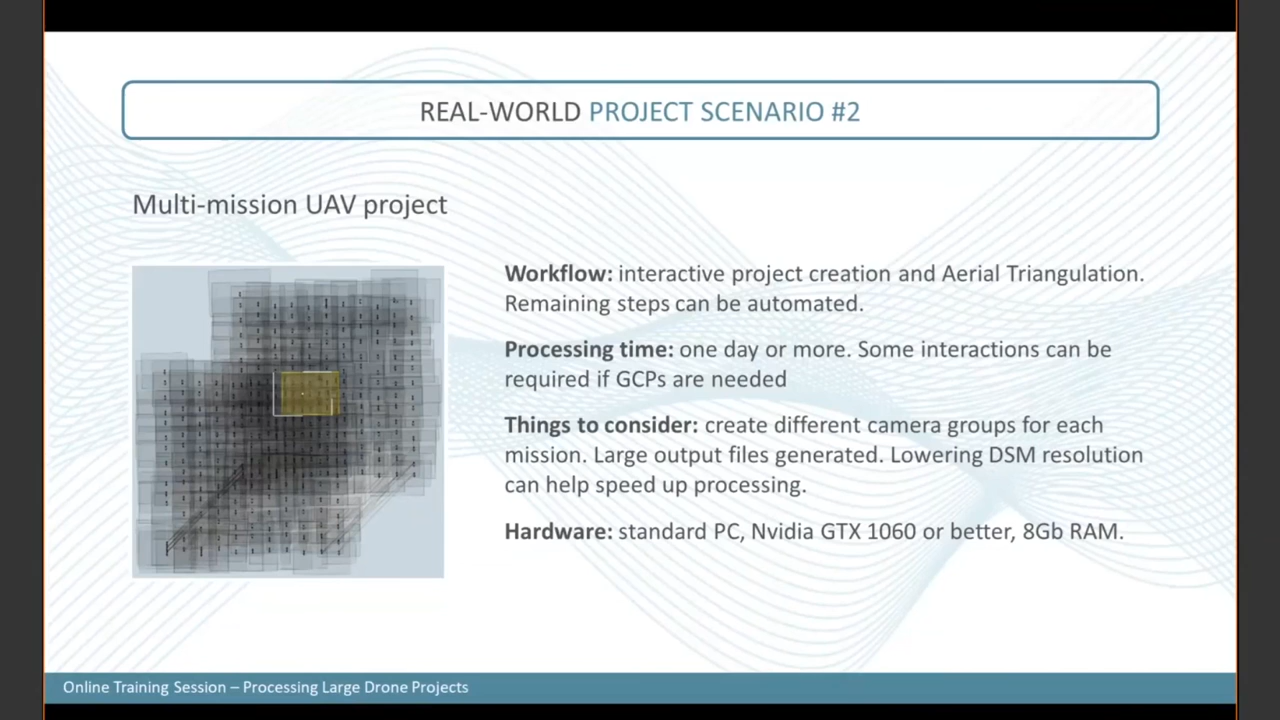 REAL-WORLD PROJECT SCENARIO #2
Multi-mission UAV project
Workflow: interactive project creation and Aerial Triangulation.
Remaining steps can be automated.
Processing time: one day or more. Some interactions can be
required if GCPs are needed
Things to consider: create different camera groups for each
mission. Large output files generated. Lowering DSM resolution
can help speed up processing.
Hardware: standard PC, Nvidia GTX 1060 or better, 8Gb RAM.
Online Training Session – Processing Large Drone Projects